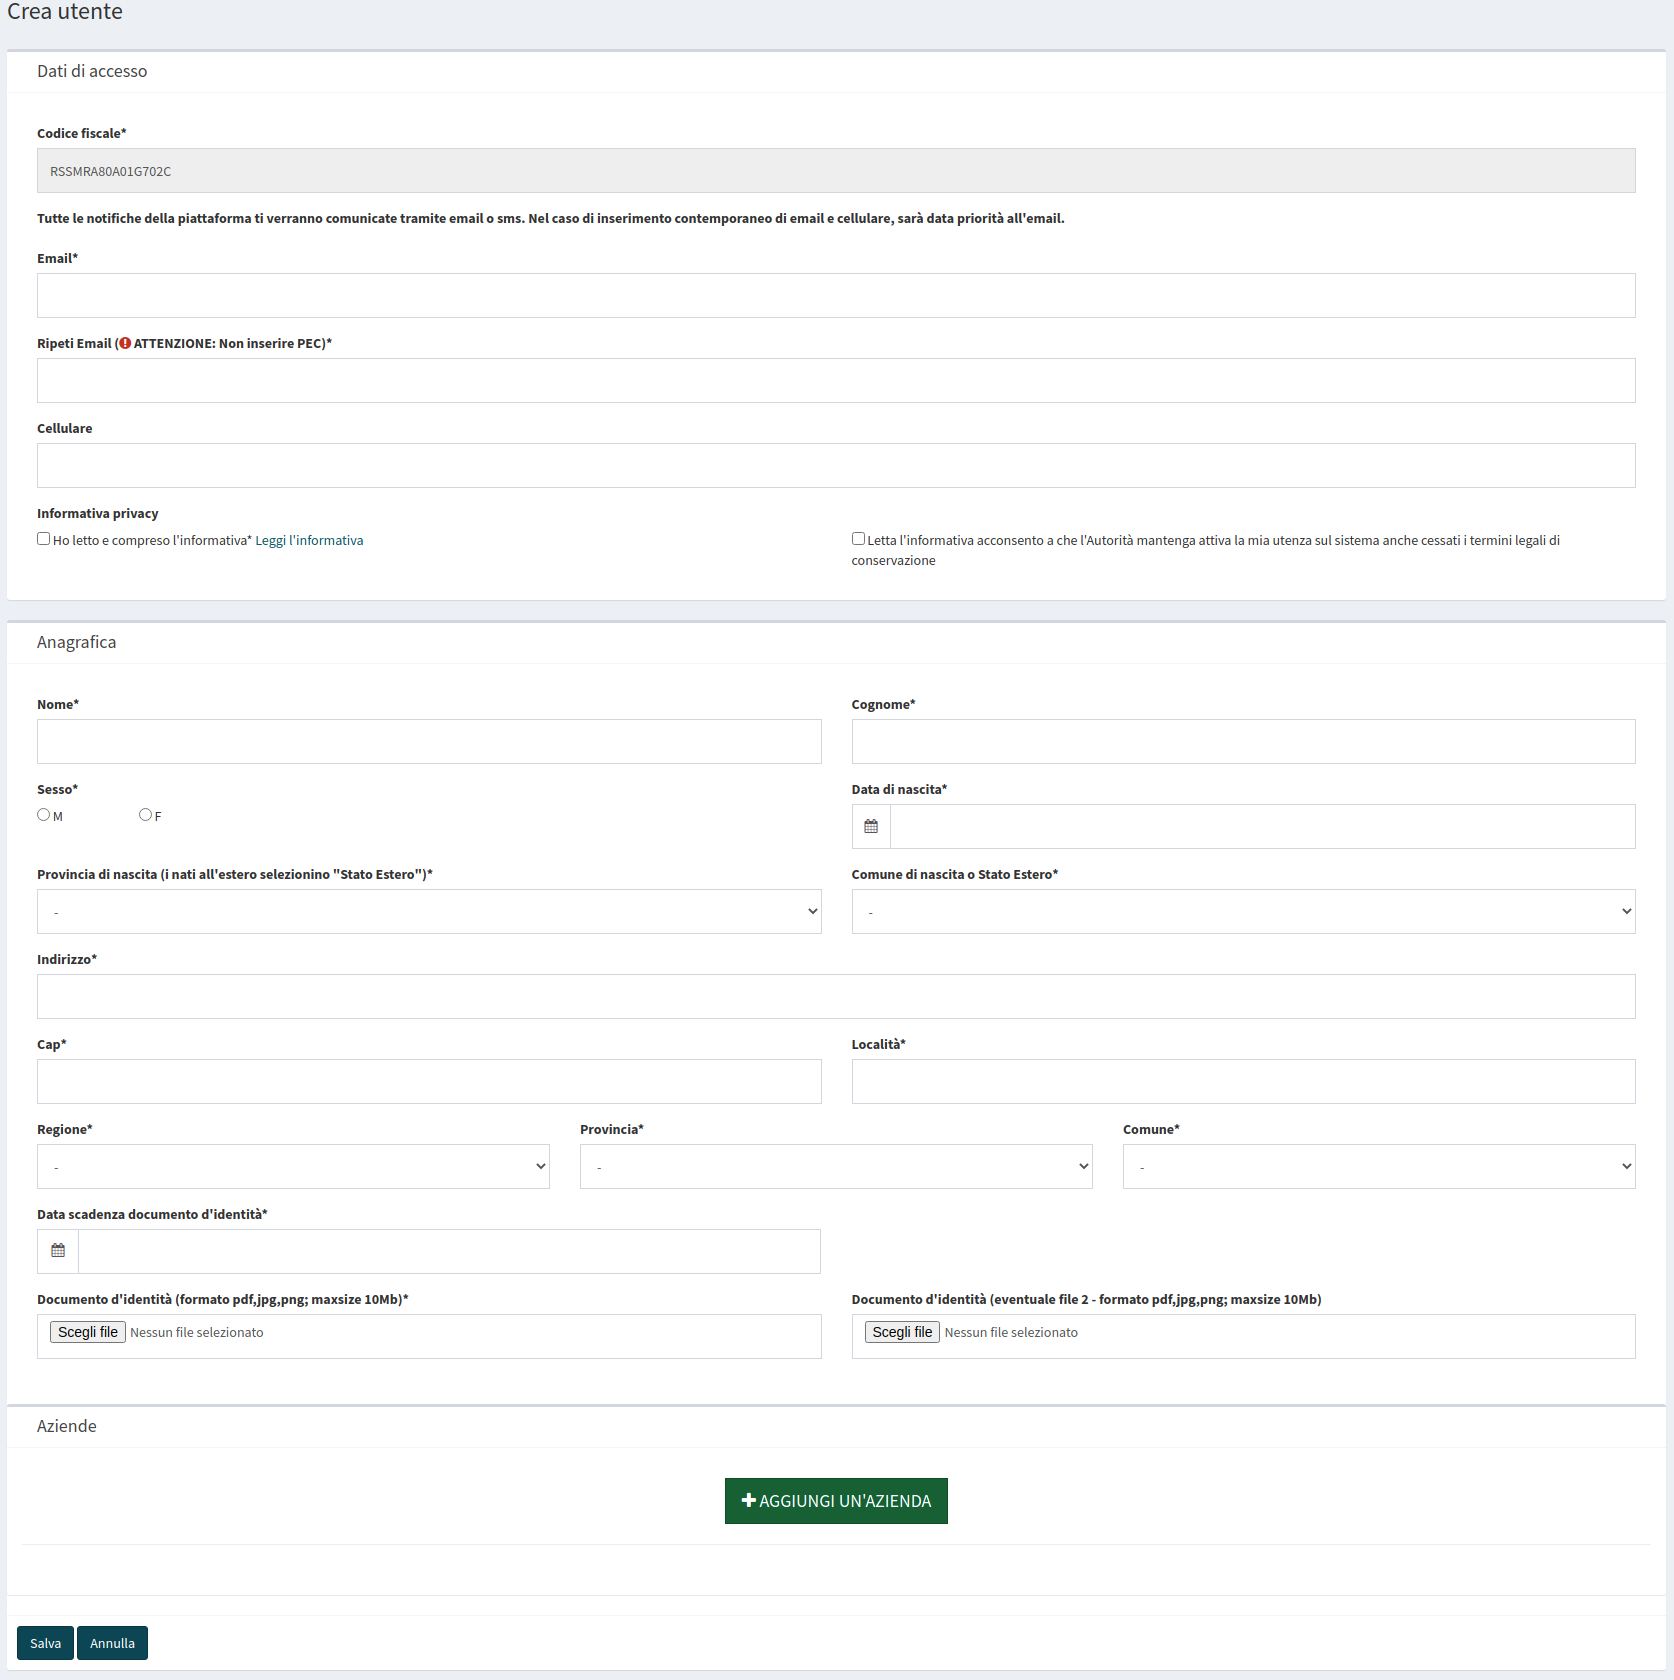 Crea utente
Dati di accesso
Codice fiscale*
RSSMRA80A01G702C
Tutte le notifiche della piattaforma ti verranno comunicate tramite email o sms. Nel caso di inserimento contemporaneo di email e cellulare, sarà data priorità all'email.
Email*
Ripeti Email (! ATTENZIONE: Non inserire PEC)*
Cellulare
Informativa privacy
Ho letto e compreso l'informativa* Leggi l'informativa
Letta l'informativa acconsento a che l'Autorità mantenga attiva la mia utenza sul sistema anche cessati i termini legali di
conservazione
Anagrafica
Nome*
Cognome*
Sesso*
M
F
Data di nascita*
Provincia di nascita (i nati all'estero selezionino "Stato Estero")*
-
Comune di nascita o Stato Estero*
-
Indirizzo*
Cap*
Località*
Regione*
-
Provincia*
-
Comune*
-
Data scadenza documento d'identità*
Documento d'identità (formato pdf,jpg,png; maxsize 10Mb)*
Scegli file Nessun file selezionato
Documento d'identità (eventuale file 2 - formato pdf,jpg,png; maxsize 10Mb)
Scegli file Nessun file selezionato
Aziende
AGGIUNGI UN'AZIENDA
Salva
Annulla